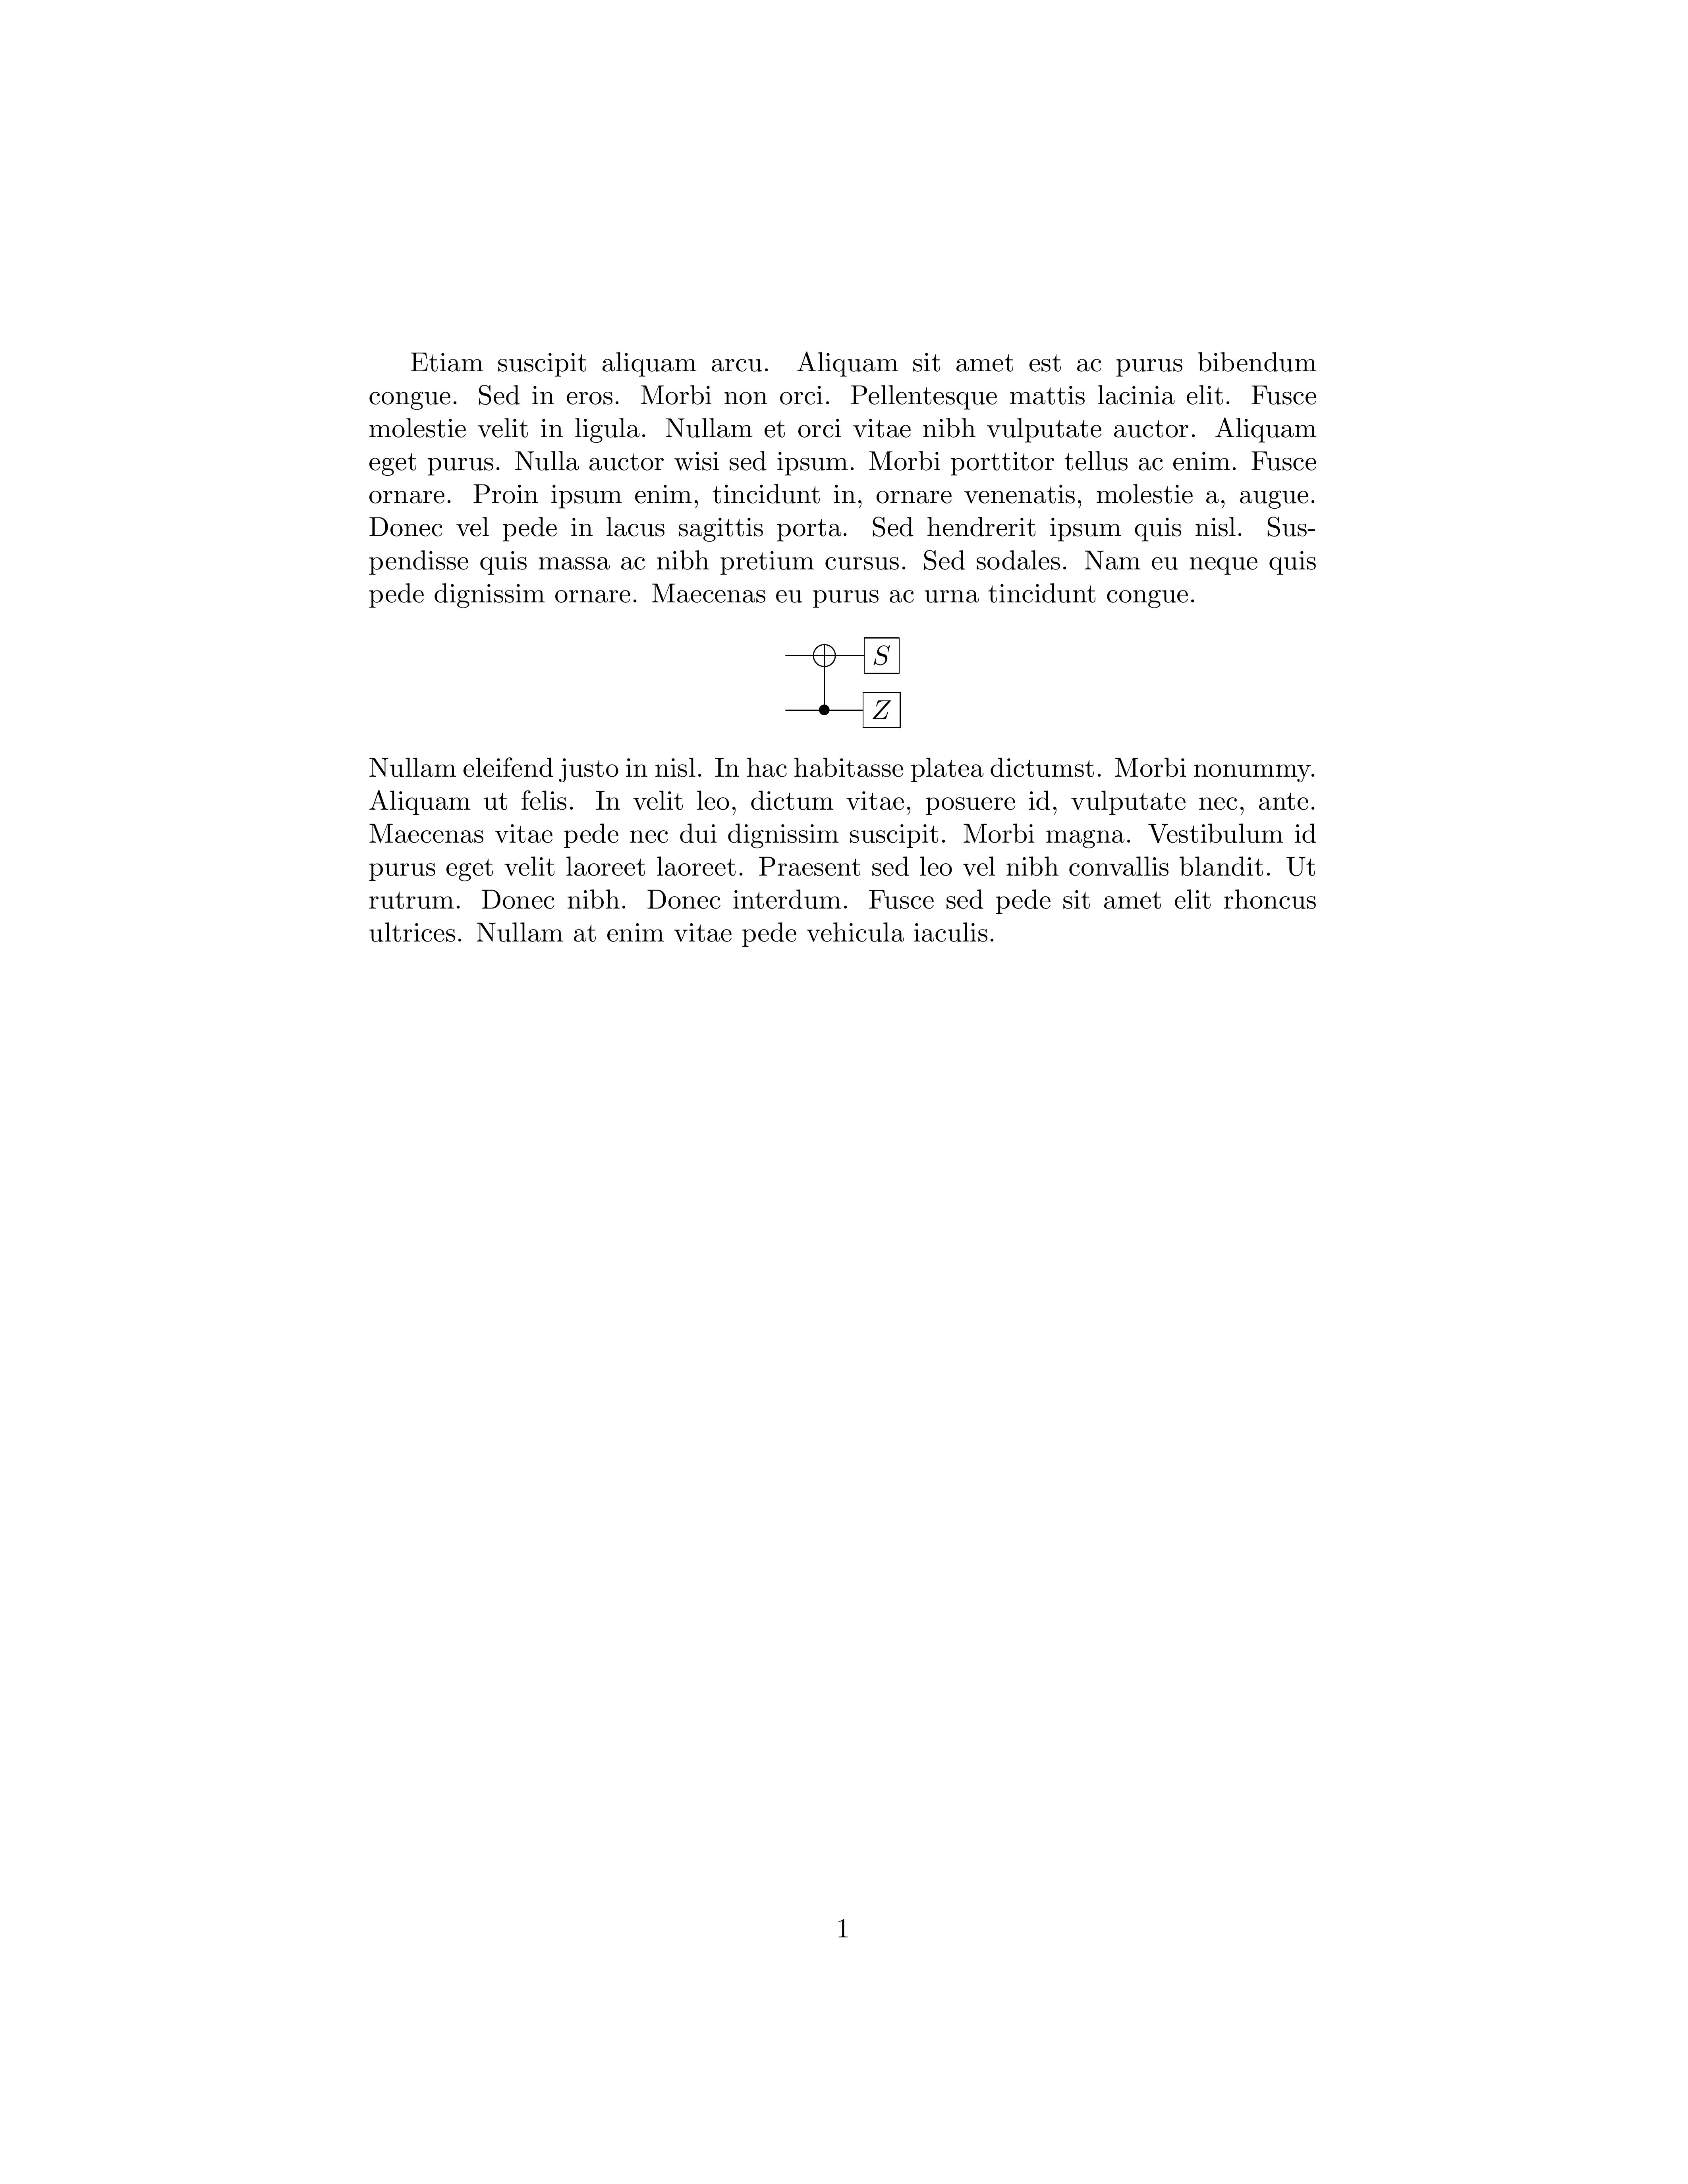 Etiam suscipit aliquam arcu. Aliquam sit amet est ac purus bibendum
congue. Sed in eros. Morbi non orci. Pellentesque mattis lacinia elit. Fusce
molestie velit in ligula. Nullam et orci vitae nibh vulputate auctor. Aliquam
eget purus. Nulla auctor wisi sed ipsum. Morbi porttitor tellus ac enim. Fusce
ornare. Proin ipsum enim, tincidunt in, ornare venenatis, molestie a, augue.
Donec vel pede in lacus sagittis porta. Sed hendrerit ipsum quis nisl. Sus-
pendisse quis massa ac nibh pretium cursus. Sed sodales. Nam eu neque quis
pede dignissim ornare. Maecenas eu purus ac urna tincidunt congue.
S
Z
Nullam eleifend justo in nisl. In hac habitasse platea dictumst. Morbi nonummy.
Aliquam ut felis. In velit leo, dictum vitae, posuere id, vulputate nec, ante.
Maecenas vitae pede nec dui dignissim suscipit. Morbi magna. Vestibulum id
purus eget velit laoreet laoreet. Praesent sed leo vel nibh convallis blandit. Ut
rutrum. Donec nibh. Donec interdum. Fusce sed pede sit amet elit rhoncus
ultrices. Nullam at enim vitae pede vehicula iaculis.
1